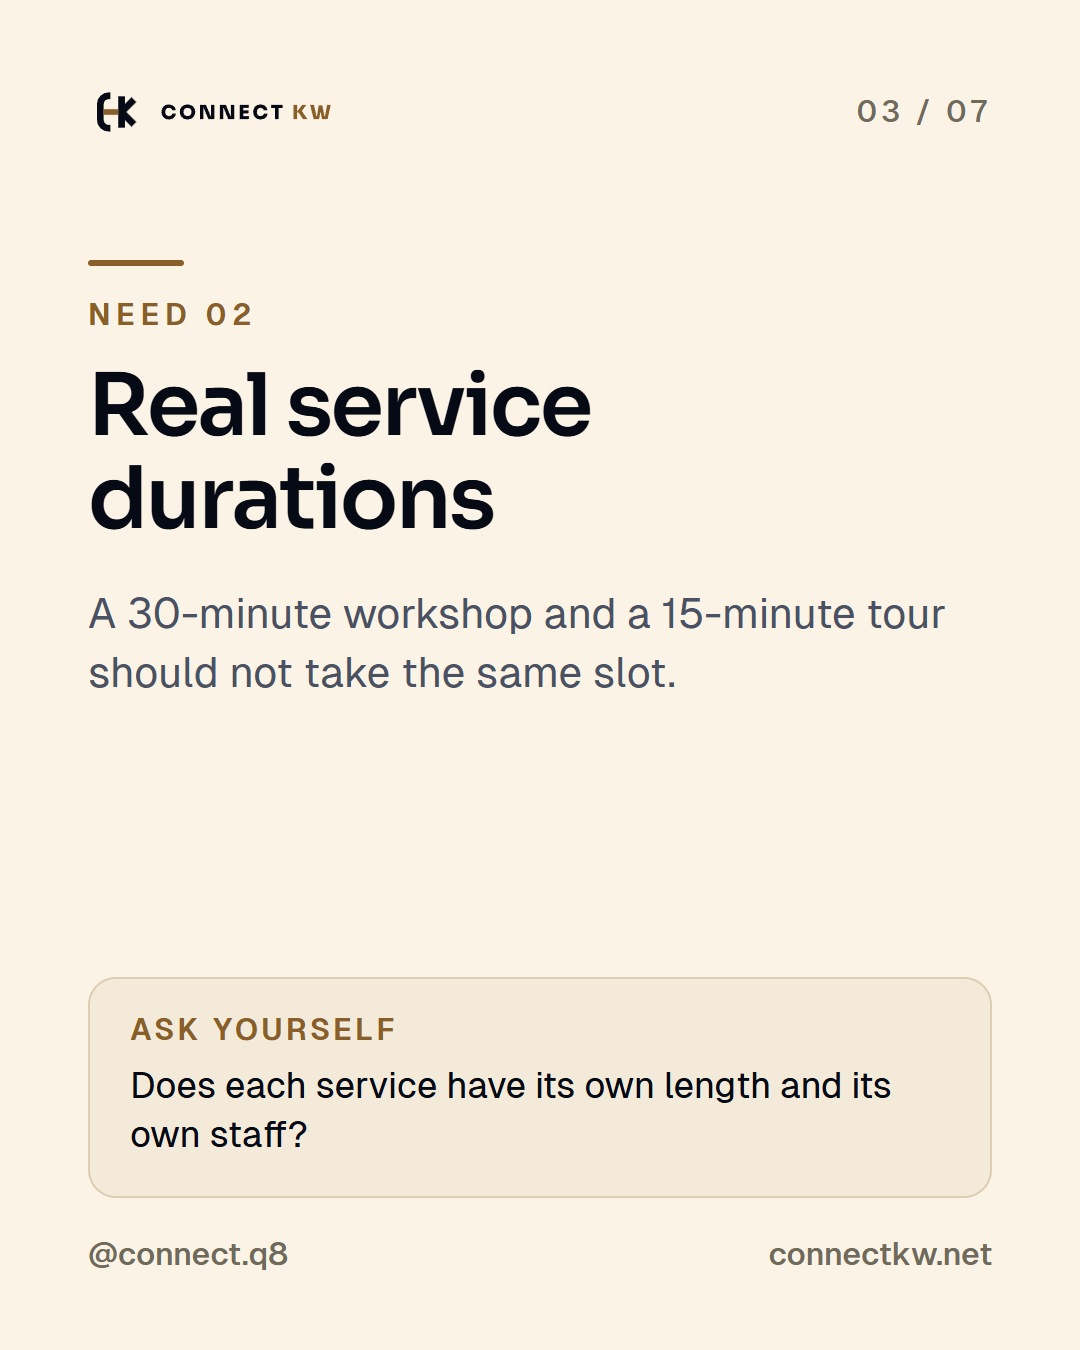 CONNECT KW
03 / 07
NEED 02
Real service
durations
A 30-minute workshop and a 15-minute tour
should not take the same slot.
ASK YOURSELF
Does each service have its own length and its
own staff?
@connect.q8
connectkw.net